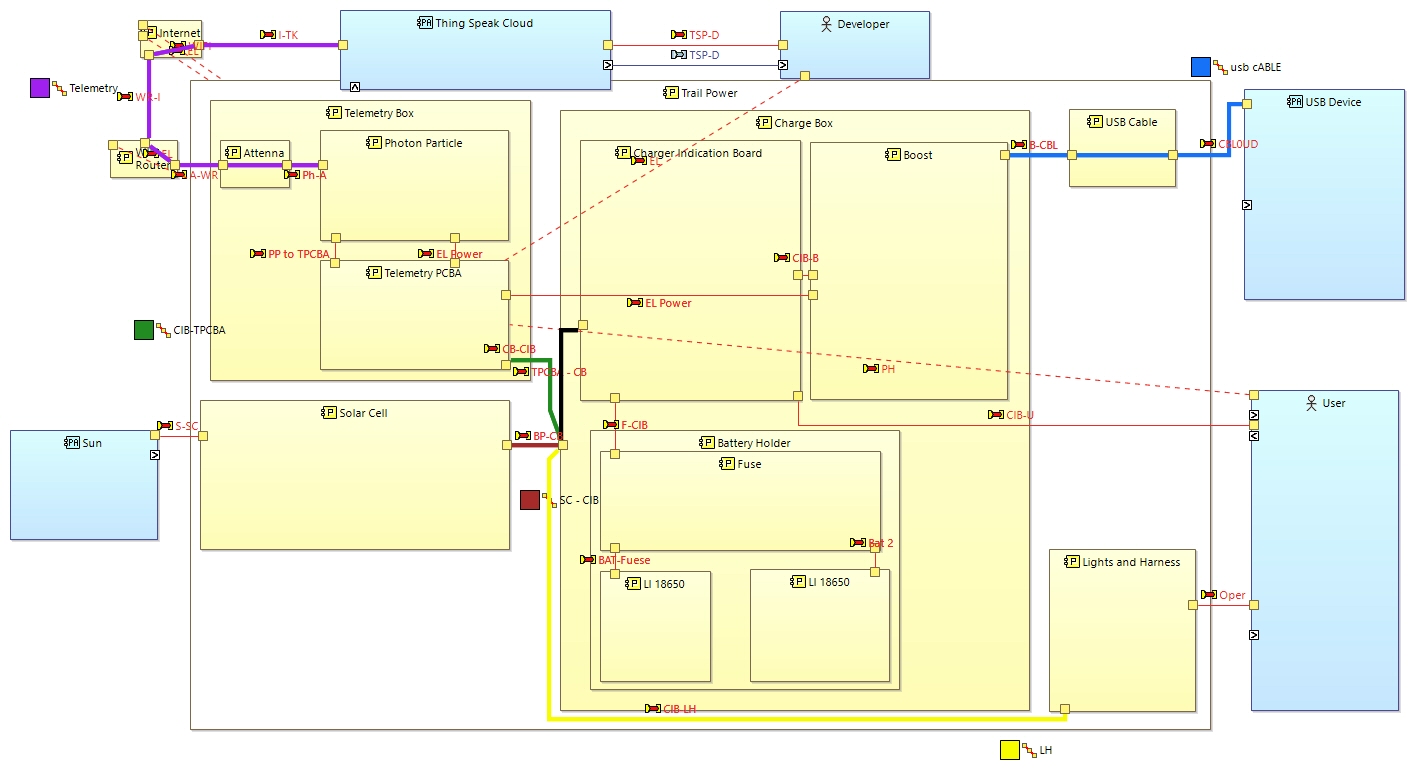 Thing Speak Cloud
Developer
Internet
EL
I-TK
TSP-D
TSP-D
usb cABLE
Telemetry
WR-I
Trail Power
USB Device
Telemetry Box
Charge Box
USB Cable
Photon Particle
Charger Indication Board
Boost
B-CBL
CBL0UD
Router
EL
Attenna
EL
A-WR
Ph-A
PP to TPCBA
EL Power
CIB-B
Telemetry PCBA
EL Power
CIB-TPCBA
CB-CIB
TPCBA - CB
PH
User
Solar Cell
CIB-U
S-SC
F-CIB
BP-CB
Sun
Battery Holder
Fuse
SC - CIB
Bat 2
BAT-Fuese
LI 18650
LI 18650
Lights and Harness
Oper
CIB-LH
LH